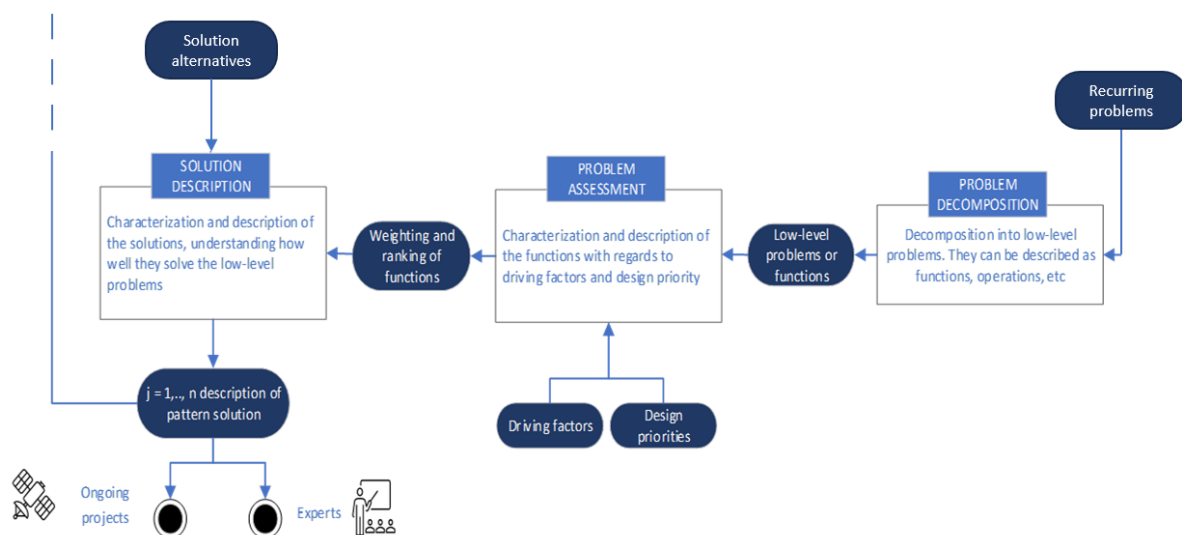 Solution
alternatives
Recurring
problems
SOLUTION
DESCRIPTION
Characterization and description of
the solutions, understanding how
well they solve the low-level
problems
Weighting and
ranking of
functions
PROBLEM
ASSESSMENT
Characterization and description of
the functions with regards to
driving factors and design priority
Low-level
problems or
functions
PROBLEM
DECOMPOSITION
Decomposition into low-level
problems. They can be described as
functions, operations, etc
j = 1,.., n description of
pattern solution
Driving factors
Design
priorities
Ongoing
projects
Experts